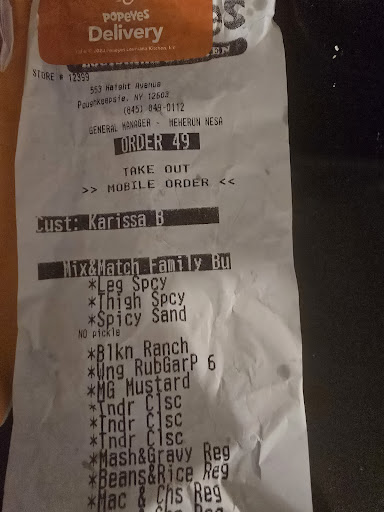 POPEYES
Delivery
STORE # 12399
553 Haight Avenue
Poughkeepsie, NY 12603
(845) 849-0112
GENERAL MANAGER - MEHERUN NESA
ORDER 49
TAKE OUT
>> MOBILE ORDER <<
Cust: Karissa B
Mix&Match Family Bu
*Leg Spcy
*Thigh Spcy
*Spicy Sand
NO pickle
*Blkn Ranch
*Wng RubGarP 6
*MG Mustard
*Tndr Clsc
*Tndr Clsc
*Tndr Clsc
*Mash&Gravy Reg
*Beans&Rice Reg
*Mac & Chs Reg